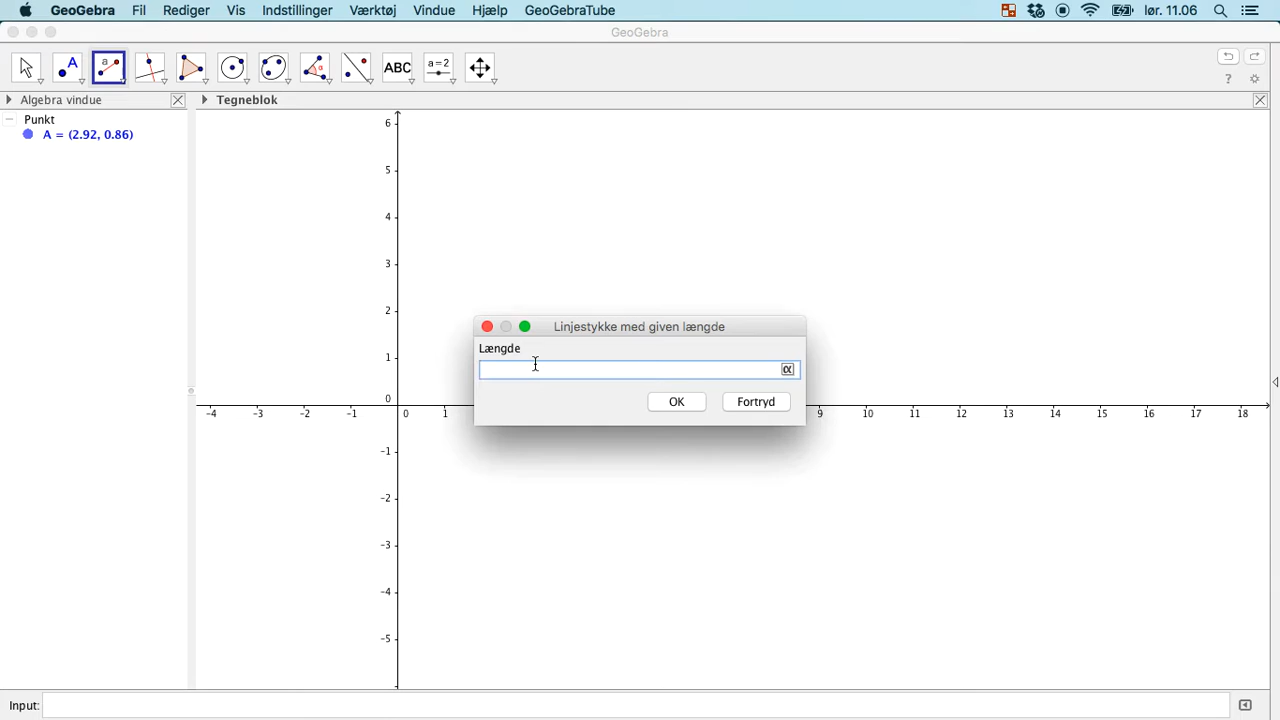 GeoGebra Fil Rediger Vis Indstillinger Værktøj Vindue Hjælp GeoGebraTube lør. 11.06
GeoGebra
A a α ABC a=2 ?
Algebra vindue Tegneblok
Punkt
A = (2.92, 0.86)
6
5
4
3
2
1
0
-1
-2
-3
-4
-5
-4 -3 -2 -1 0 1 9 10 11 12 13 14 15 16 17 18
Linjestykke med given længde
Længde
α
OK Fortryd
Input: